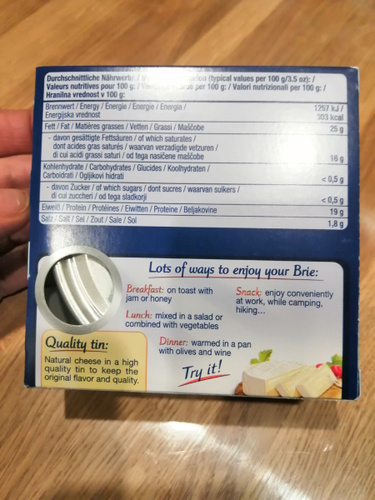 Durchschnittliche Nährwerte / (typical values per 100 g/3.5 oz): /
Valeurs nutritives pour 100 g: / per 100 g: / Valori nutrizionali per 100 g: /
Hranilna vrednost v 100 g:
Brennwert / Energy / Energie / Energie / Energia / 1257 kJ /
Energijska vrednost 303 kcal
Fett / Fat / Matières grasses / Vetten / Grassi / Maščobe 25 g
- davon gesättigte Fettsäuren / of which saturates /
dont acides gras saturés / waarvan verzadigde vetzuren /
di cui acidi grassi saturi / od tega nasičene maščobe 16 g
Kohlenhydrate / Carbohydrates / Glucides / Koolhydraten /
Carboidrati / Ogljikovi hidrati < 0,5 g
- davon Zucker / of which sugars / dont sucres / waarvan suikers /
di cui zuccheri / od tega sladkorji < 0,5 g
Eiweiß / Protein / Protéines / Eiwitten / Proteine / Beljakovine 19 g
Salz / Salt / Sel / Zout / Sale / Sol 1,8 g
Lots of ways to enjoy your Brie:
Breakfast: on toast with
jam or honey
Lunch: mixed in a salad or
combined with vegetables
Dinner: warmed in a pan
with olives and wine
Snack: enjoy conveniently
at work, while camping,
hiking...
Try it!
Quality tin:
Natural cheese in a high
quality tin to keep the
original flavor and quality.